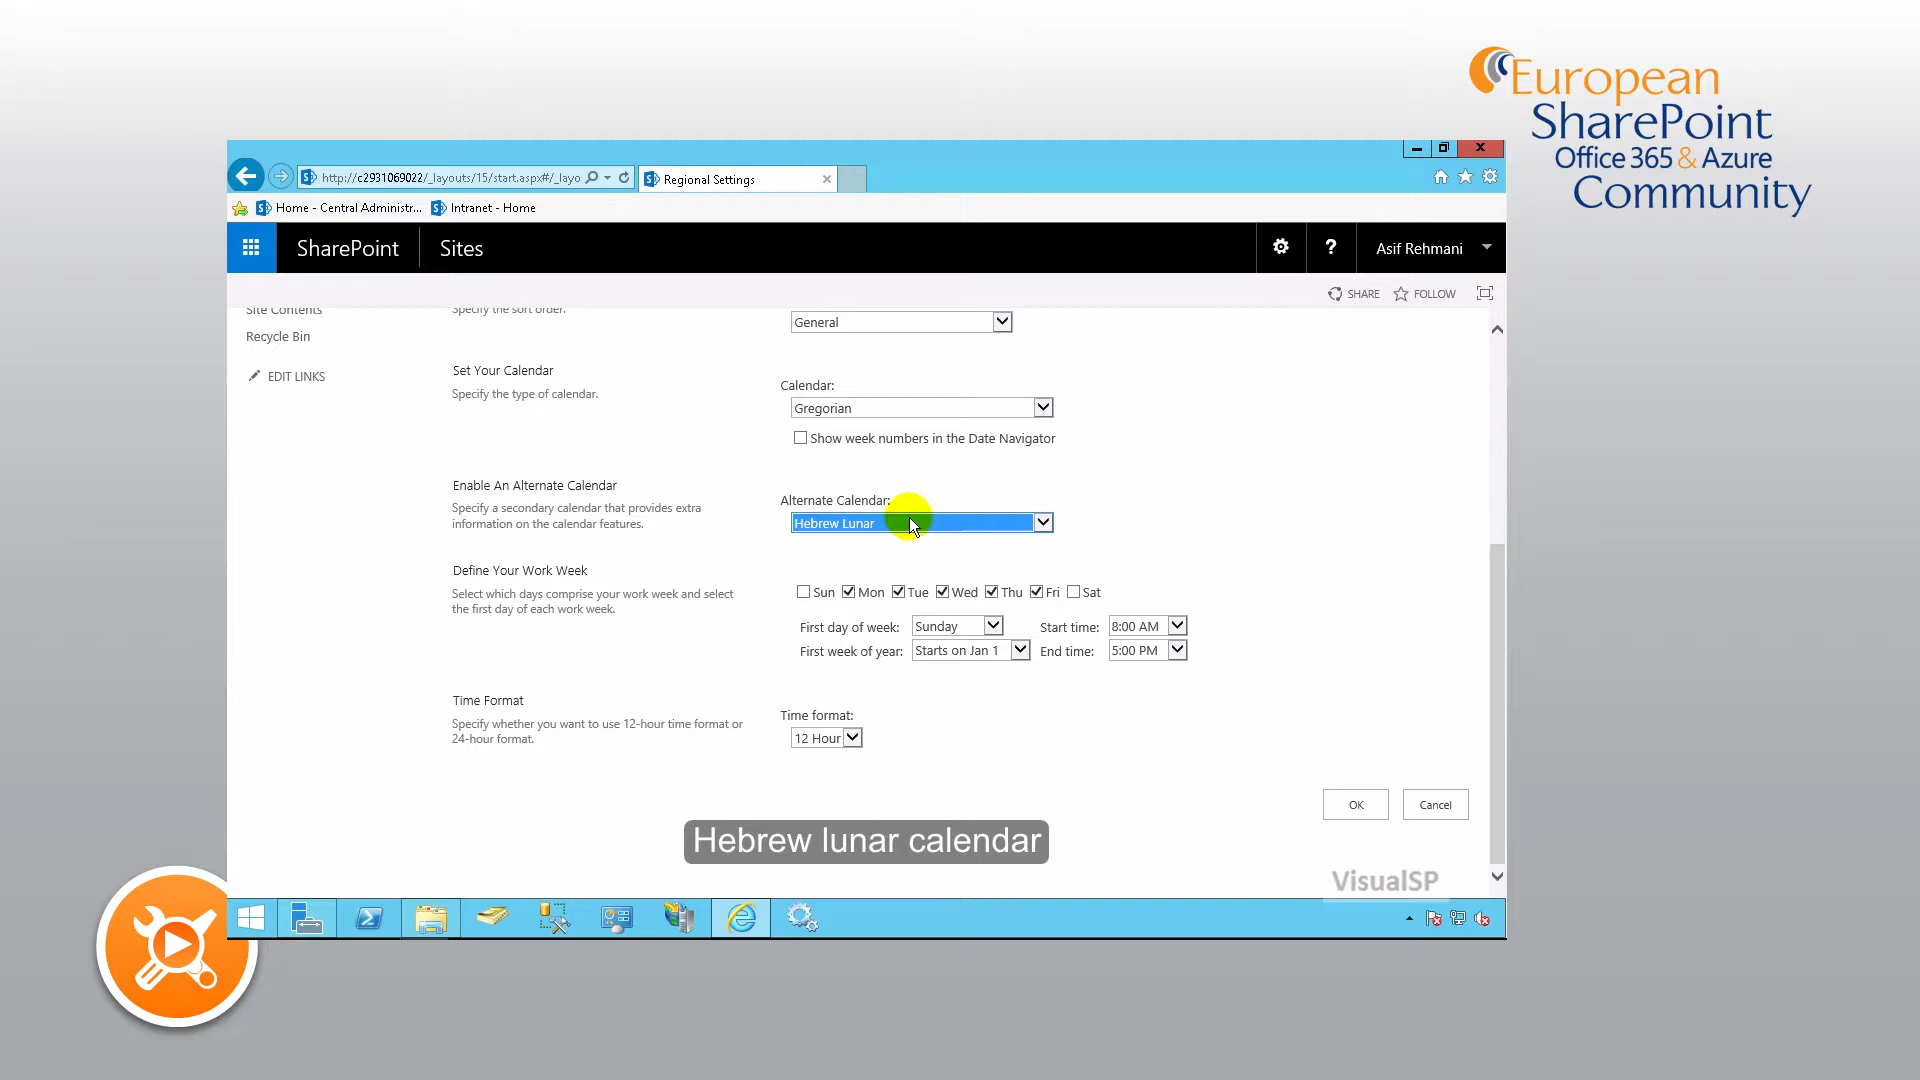 European
SharePoint
Office 365 & Azure
Community
http://c2931069022/_layouts/15/start.aspx#/_layo
Regional Settings
Home - Central Administr...
Intranet - Home
SharePoint
Sites
?
Asif Rehmani
SHARE
FOLLOW
Site Contents
Recycle Bin
EDIT LINKS
Specify the sort order.
General
Set Your Calendar
Specify the type of calendar.
Calendar:
Gregorian
Show week numbers in the Date Navigator
Enable An Alternate Calendar
Specify a secondary calendar that provides extra
information on the calendar features.
Alternate Calendar:
Hebrew Lunar
Define Your Work Week
Select which days comprise your work week and select
the first day of each work week.
Sun Mon Tue Wed Thu Fri Sat
First day of week: Sunday Start time: 8:00 AM
First week of year: Starts on Jan 1 End time: 5:00 PM
Time Format
Specify whether you want to use 12-hour time format or
24-hour format.
Time format:
12 Hour
OK
Cancel
Hebrew lunar calendar
VisualSP